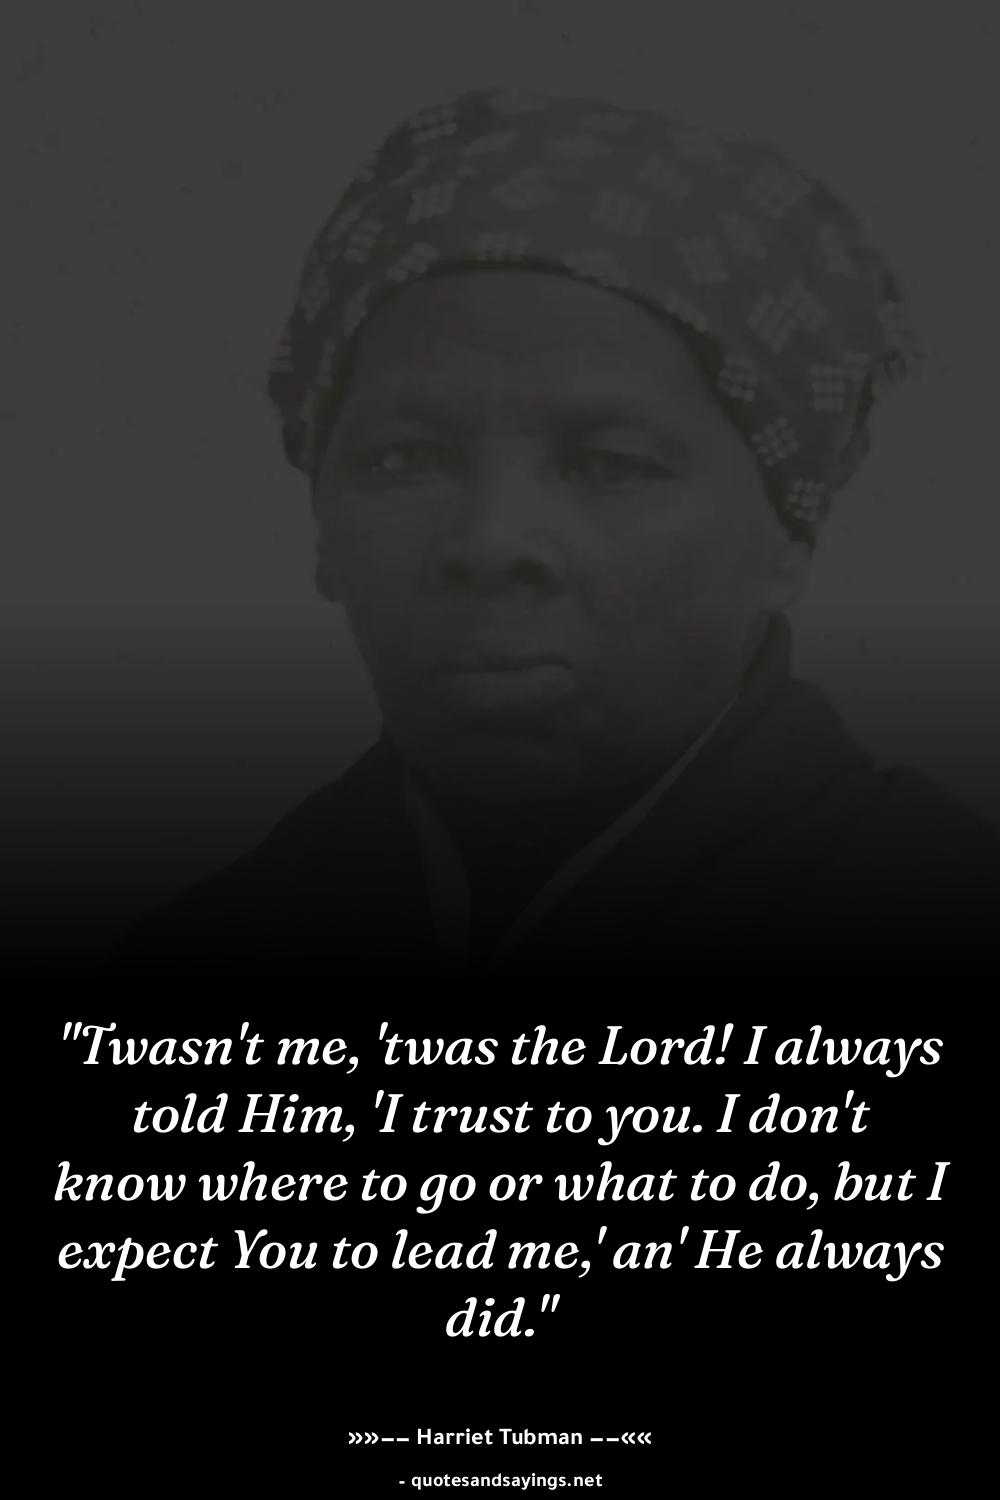 "Twasn't me, 'twas the Lord! I always
told Him, 'I trust to you. I don't
know where to go or what to do, but I
expect You to lead me,' an' He always
did."
»»–– Harriet Tubman ––««
- quotesandsayings.net